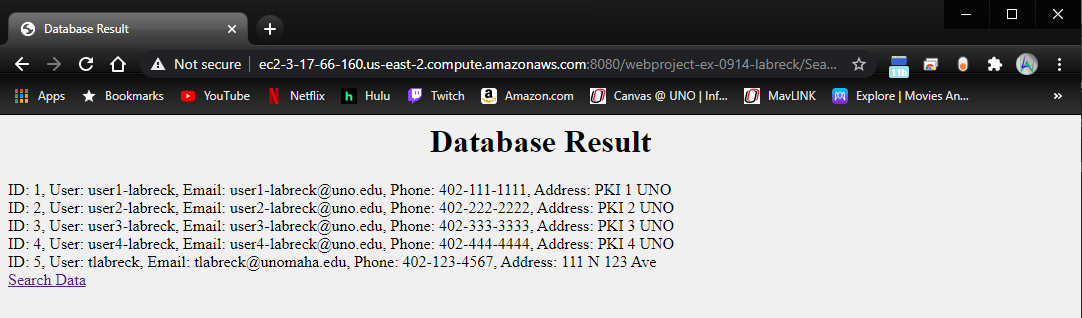 Database Result
Not secure | ec2-3-17-66-160.us-east-2.compute.amazonaws.com:8080/webproject-ex-0914-labreck/Sea...
11h
Apps Bookmarks YouTube Netflix Hulu Twitch Amazon.com Canvas @ UNO | Inf... MavLINK Explore | Movies An... »
Database Result
ID: 1, User: user1-labreck, Email: user1-labreck@uno.edu, Phone: 402-111-1111, Address: PKI 1 UNO
ID: 2, User: user2-labreck, Email: user2-labreck@uno.edu, Phone: 402-222-2222, Address: PKI 2 UNO
ID: 3, User: user3-labreck, Email: user3-labreck@uno.edu, Phone: 402-333-3333, Address: PKI 3 UNO
ID: 4, User: user4-labreck, Email: user4-labreck@uno.edu, Phone: 402-444-4444, Address: PKI 4 UNO
ID: 5, User: tlabreck, Email: tlabreck@unomaha.edu, Phone: 402-123-4567, Address: 111 N 123 Ave
Search Data